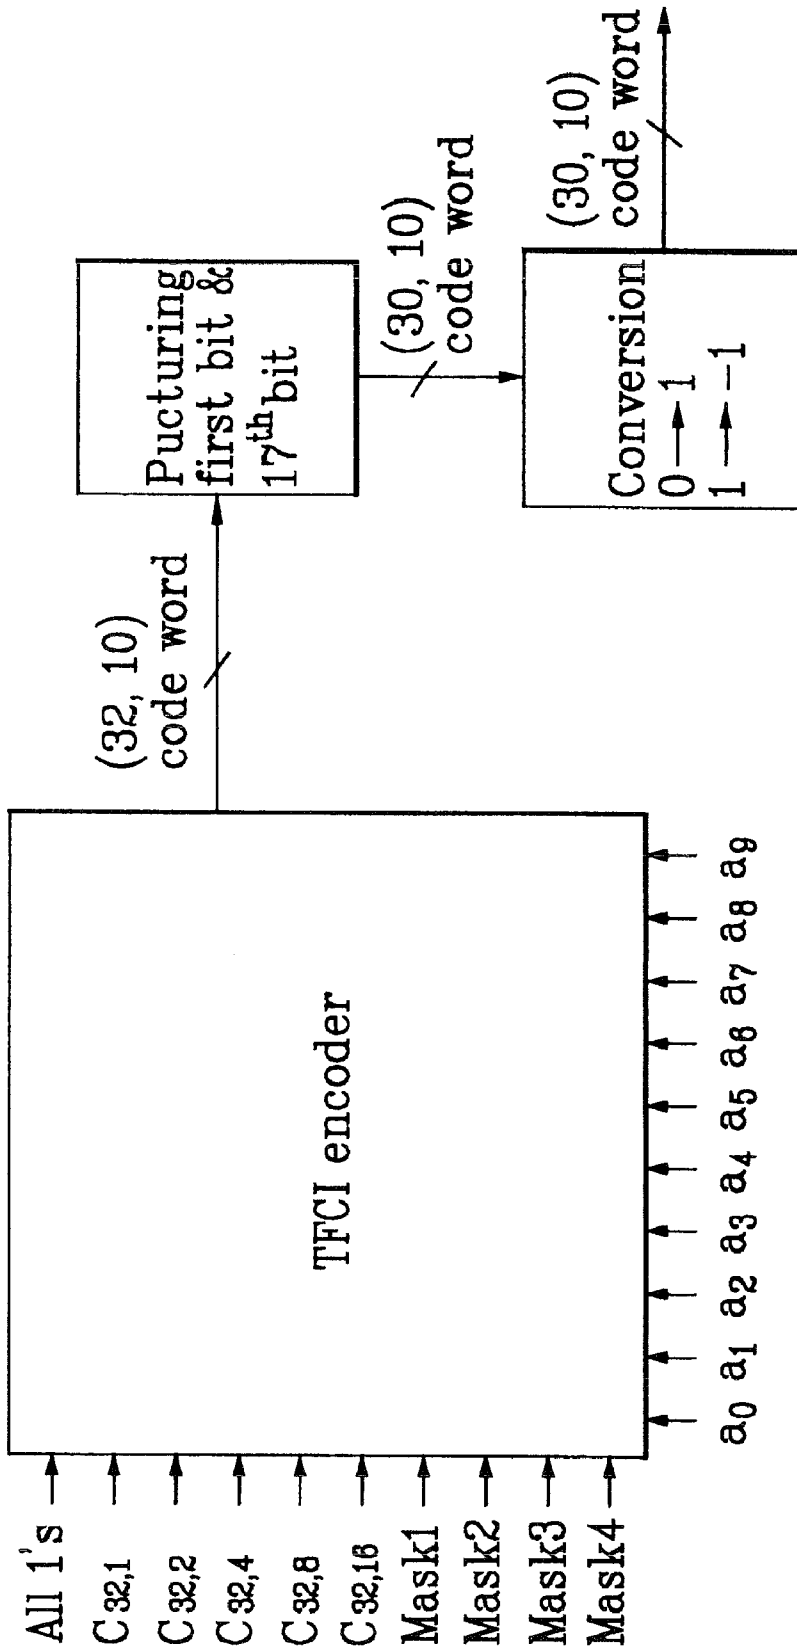 All 1's
C32,1
C32,2
C32,4
C32,8
C32,16
Mask1
Mask2
Mask3
Mask4
TFCI encoder
a0 a1 a2 a3 a4 a5 a6 a7 a8 a9
(32, 10)
code word
Pucturing
first bit &
17th bit
(30, 10)
code word
Conversion
0→1
1→-1
(30, 10)
code word